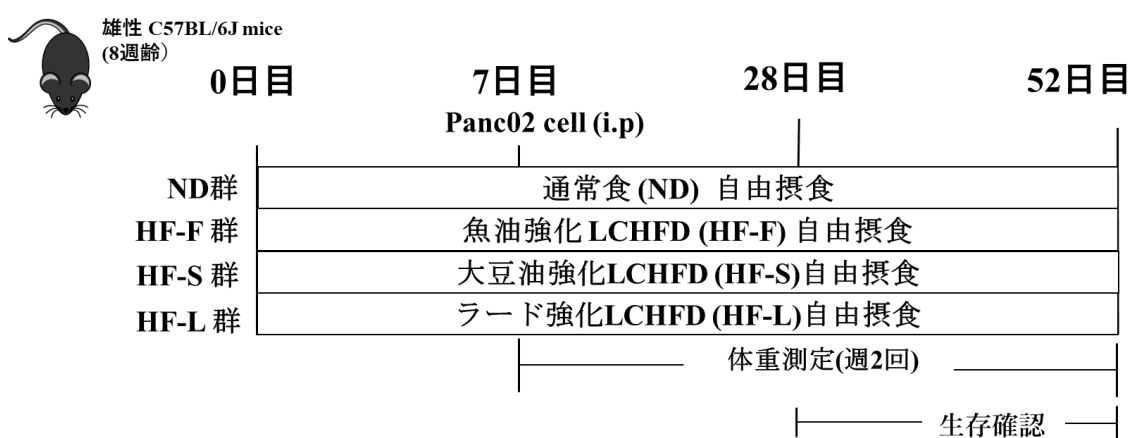 雄性 C57BL/6J mice
(8週齢）
0日目 7日目 28日目 52日目
Panc02 cell (i.p)
ND群 通常食 (ND) 自由摂食
HF-F 群 魚油強化 LCHFD (HF-F) 自由摂食
HF-S 群 大豆油強化LCHFD (HF-S)自由摂食
HF-L 群 ラード強化LCHFD (HF-L)自由摂食
体重測定(週2回)
生存確認